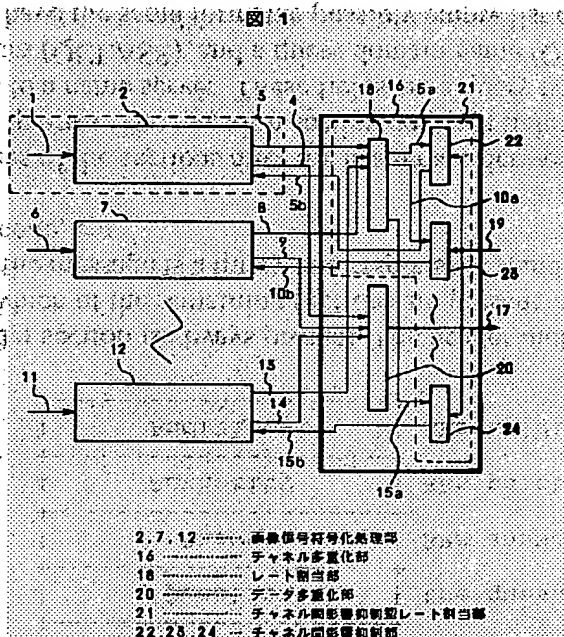 図 1
1
2
3
4
5b
16
18
5a
21
22
10a
6
7
8
9
10b
19
23
17
11
12
13
14
15b
20
24
15a
2,7,12 ……… 画像信号符号化処理部
16 ……… チャネル多重化部
18 ……… レート割当部
20 ……… データ多重化部
21 ……… チャネル間影響抑制型レート割当部
22,23,24 … チャネル間影響抑制部